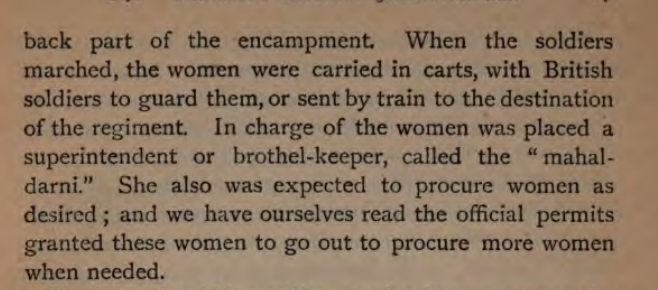 back part of the encampment. When the soldiers
marched, the women were carried in carts, with British
soldiers to guard them, or sent by train to the destination
of the regiment. In charge of the women was placed a
superintendent or brothel-keeper, called the “mahal-
darni.” She also was expected to procure women as
desired; and we have ourselves read the official permits
granted these women to go out to procure more women
when needed.